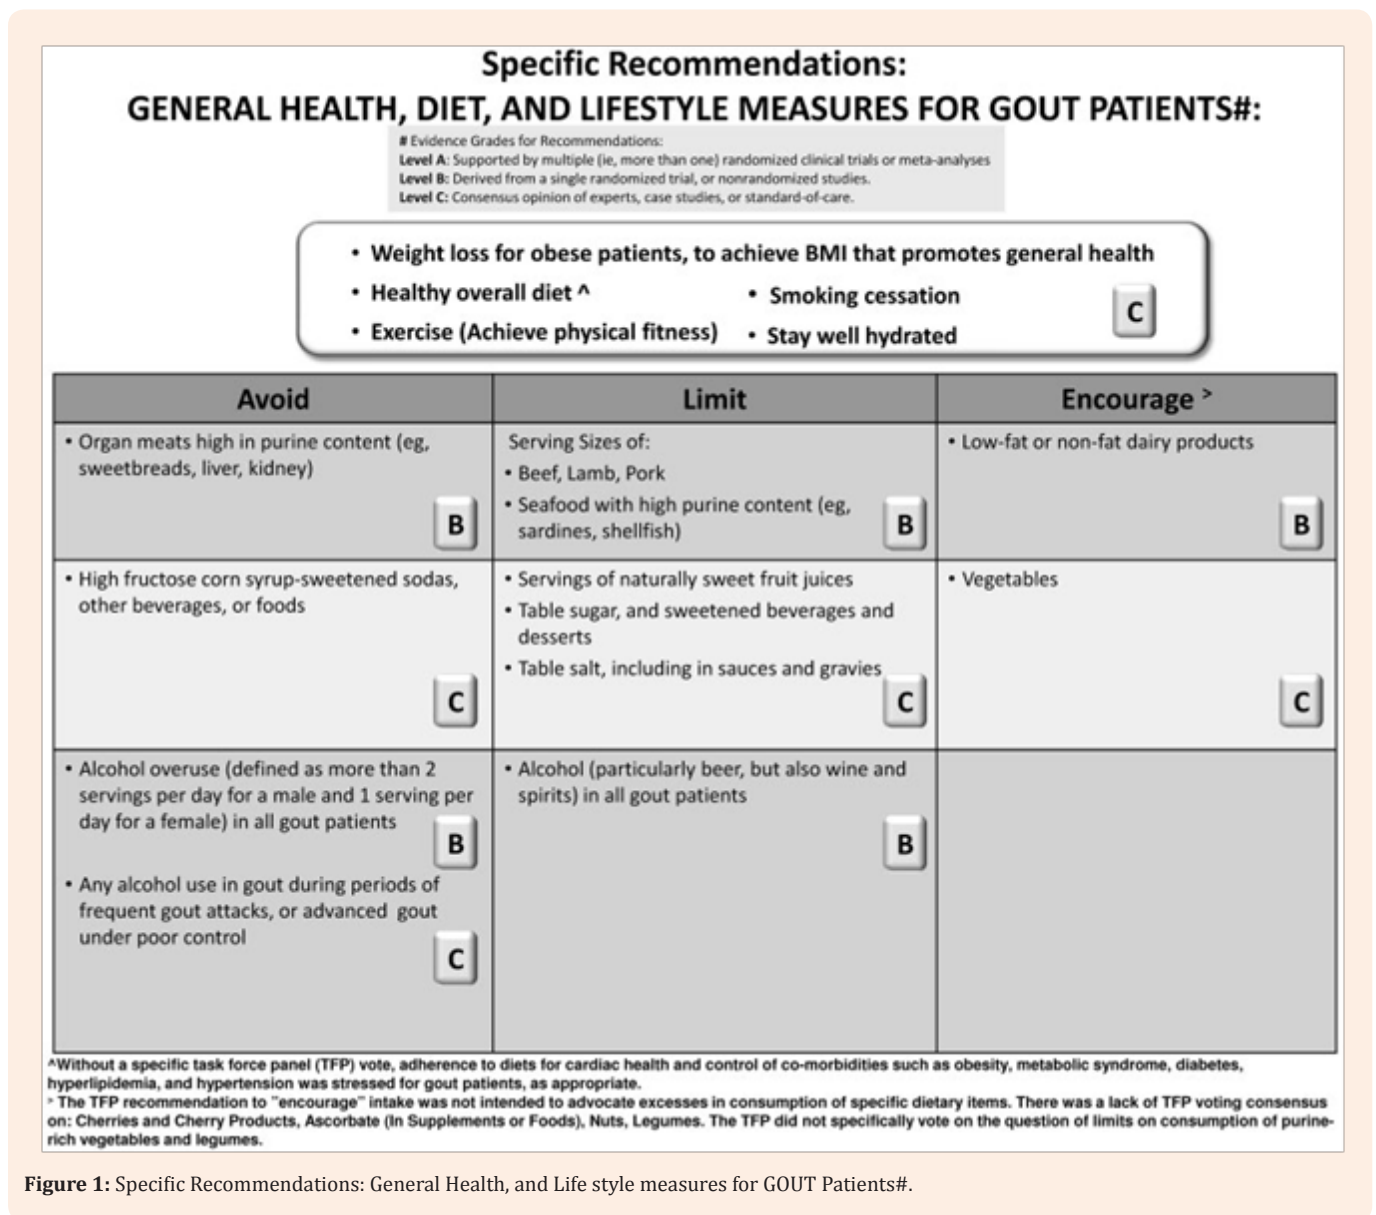 Specific Recommendations:
GENERAL HEALTH, DIET, AND LIFESTYLE MEASURES FOR GOUT PATIENTS#:
# Evidence Grades for Recommendations:
Level A: Supported by multiple (ie, more than one) randomized clinical trials or meta-analyses
Level B: Derived from a single randomized trial, or nonrandomized studies.
Level C: Consensus opinion of experts, case studies, or standard-of-care.
• Weight loss for obese patients, to achieve BMI that promotes general health
• Healthy overall diet ^
• Exercise (Achieve physical fitness)
• Smoking cessation
• Stay well hydrated
C
Avoid
Limit
Encourage >
• Organ meats high in purine content (eg,
sweetbreads, liver, kidney)
B
Serving Sizes of:
• Beef, Lamb, Pork
• Seafood with high purine content (eg,
sardines, shellfish)
B
• Low-fat or non-fat dairy products
B
• High fructose corn syrup-sweetened sodas,
other beverages, or foods
C
• Servings of naturally sweet fruit juices
• Table sugar, and sweetened beverages and
desserts
• Table salt, including in sauces and gravies
C
• Vegetables
C
• Alcohol overuse (defined as more than 2
servings per day for a male and 1 serving per
day for a female) in all gout patients
B
• Any alcohol use in gout during periods of
frequent gout attacks, or advanced gout
under poor control
C
• Alcohol (particularly beer, but also wine and
spirits) in all gout patients
B
^Without a specific task force panel (TFP) vote, adherence to diets for cardiac health and control of co-morbidities such as obesity, metabolic syndrome, diabetes,
hyperlipidemia, and hypertension was stressed for gout patients, as appropriate.
> The TFP recommendation to "encourage" intake was not intended to advocate excesses in consumption of specific dietary items. There was a lack of TFP voting consensus
on: Cherries and Cherry Products, Ascorbate (In Supplements or Foods), Nuts, Legumes. The TFP did not specifically vote on the question of limits on consumption of purine-
rich vegetables and legumes.
Figure 1: Specific Recommendations: General Health, and Life style measures for GOUT Patients#.